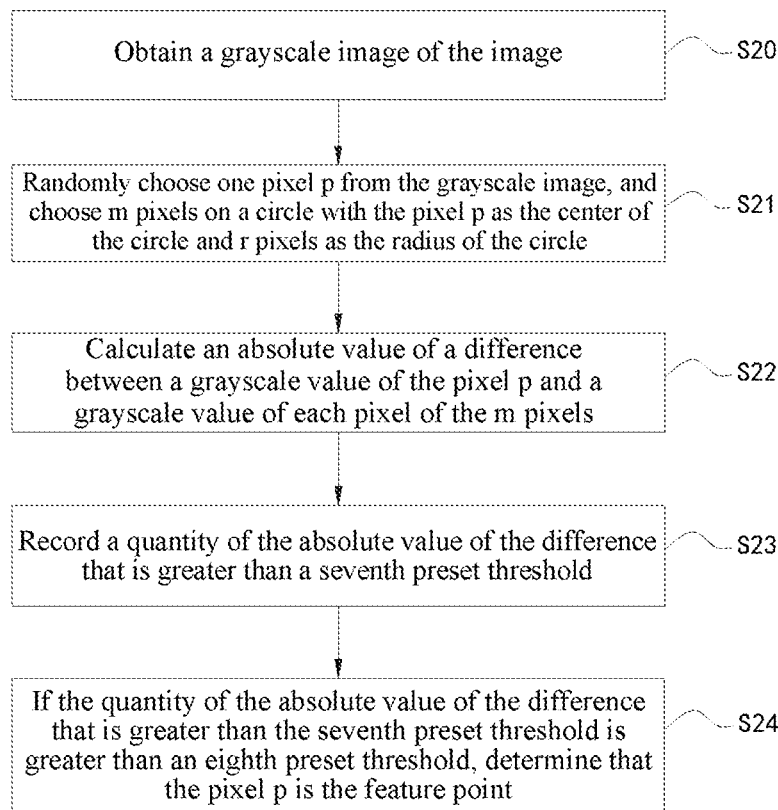 Obtain a grayscale image of the image
S20
Randomly choose one pixel p from the grayscale image, and
choose m pixels on a circle with the pixel p as the center of
the circle and r pixels as the radius of the circle
S21
Calculate an absolute value of a difference
between a grayscale value of the pixel p and a
grayscale value of each pixel of the m pixels
S22
Record a quantity of the absolute value of the difference
that is greater than a seventh preset threshold
S23
If the quantity of the absolute value of the difference
that is greater than the seventh preset threshold is
greater than an eighth preset threshold, determine that
the pixel p is the feature point
S24